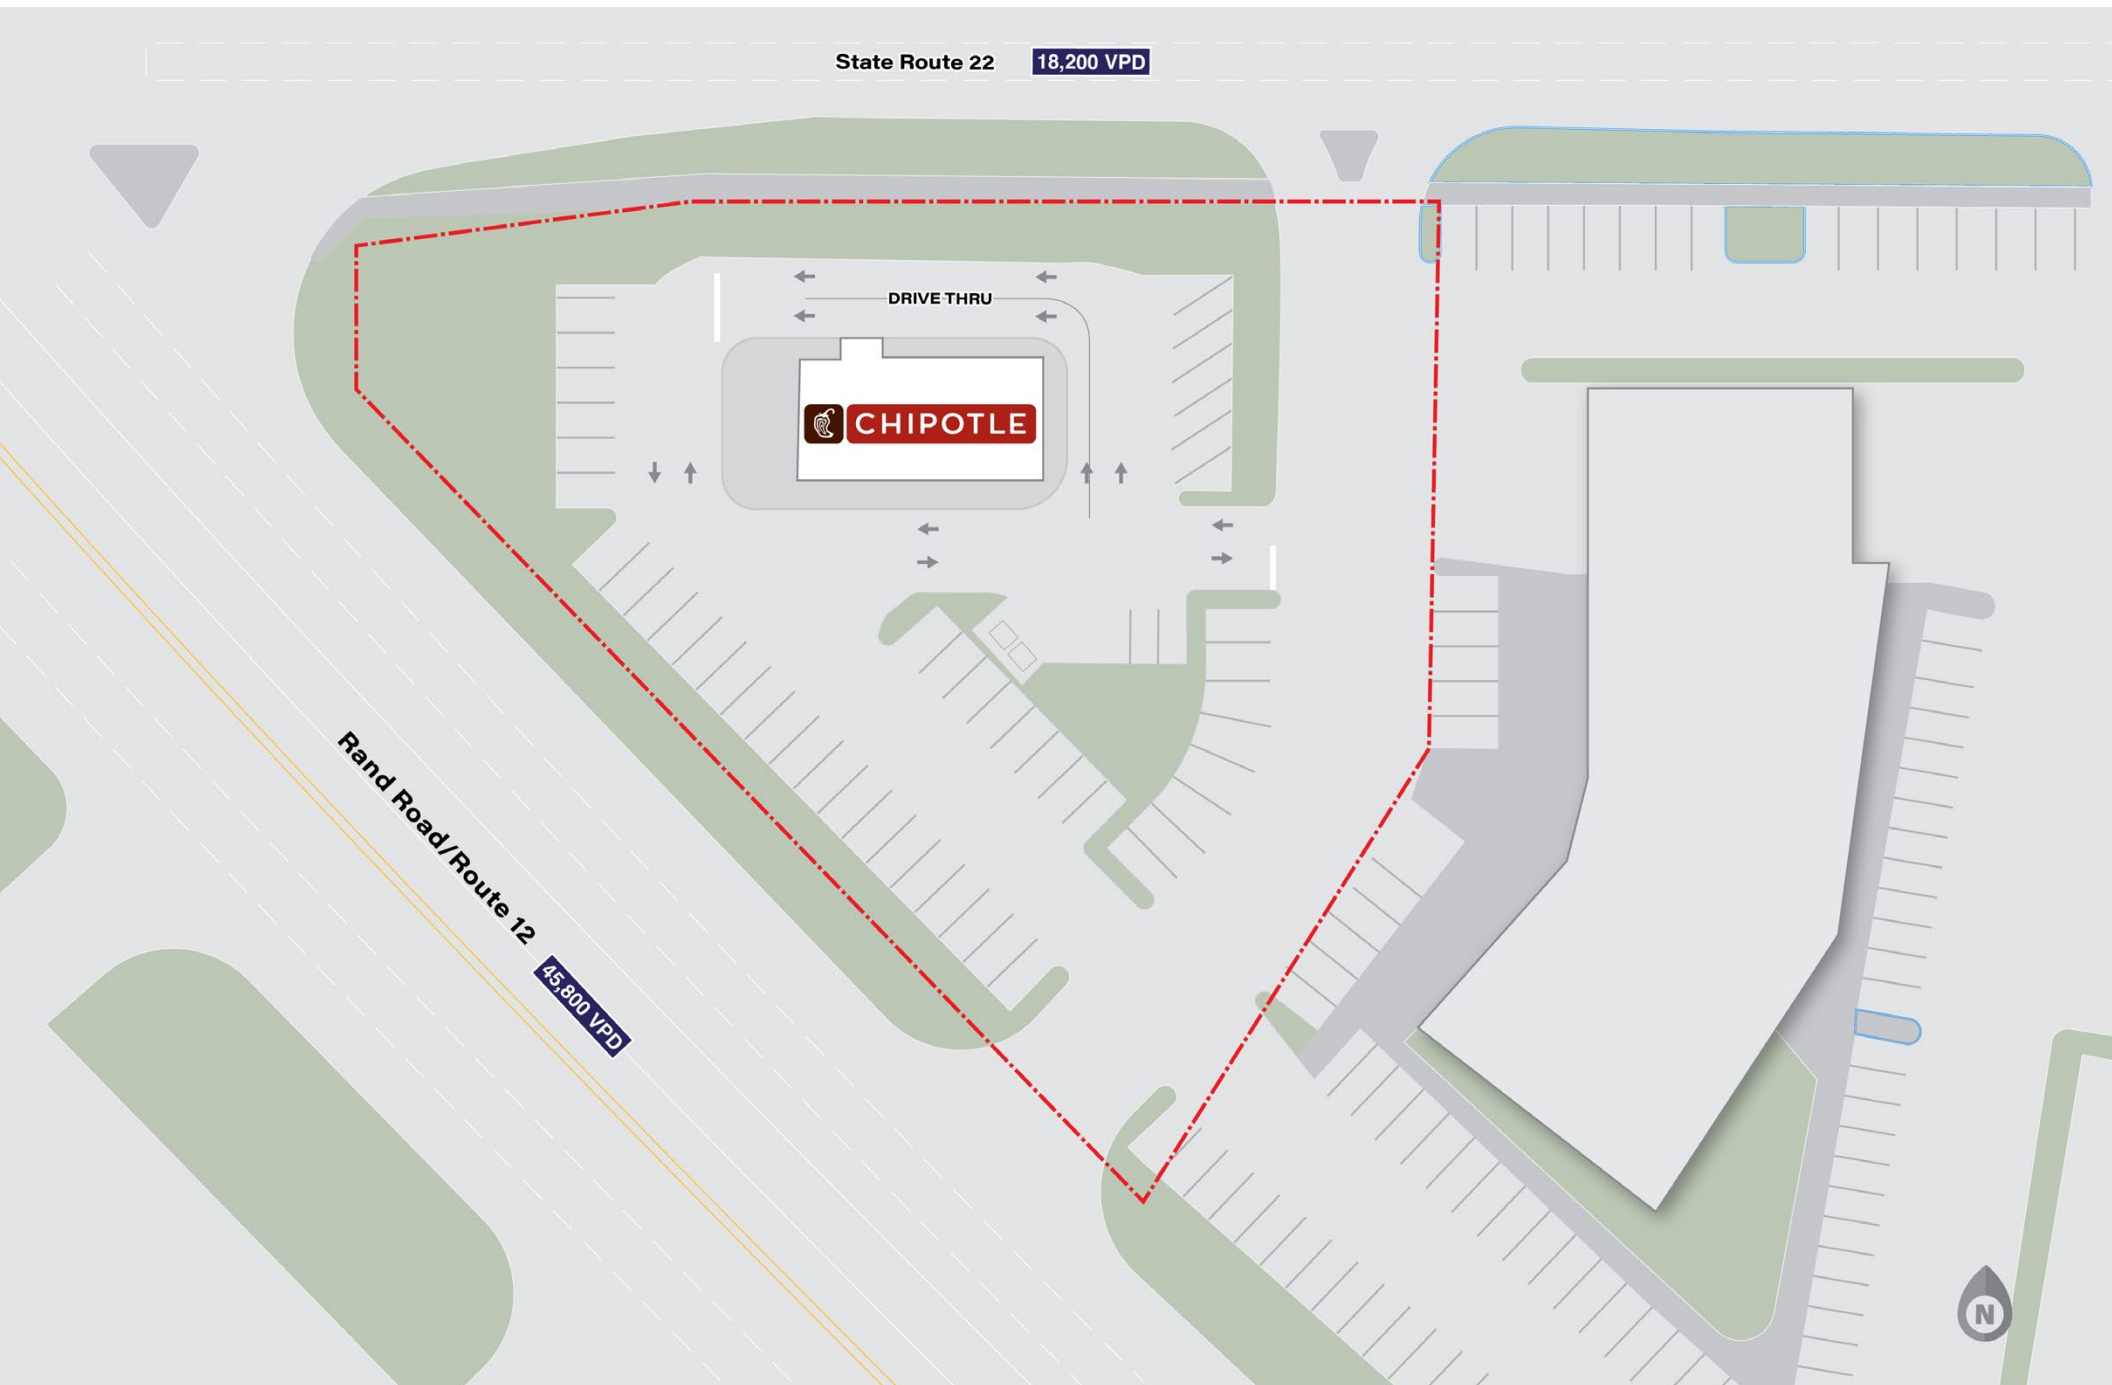 State Route 22 18,200 VPD
DRIVE THRU
CHIPOTLE
Rand Road/Route 12
45,800 VPD
N